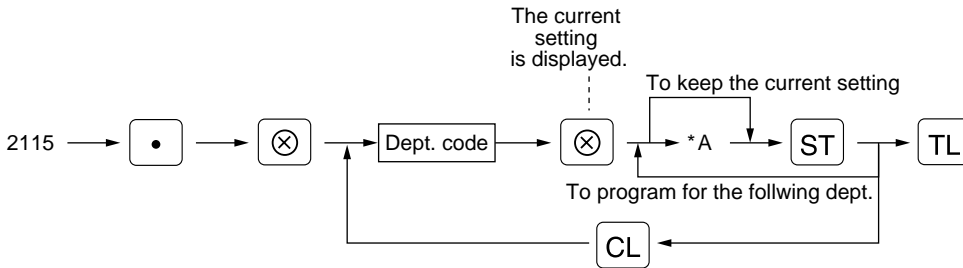 The current
setting
is displayed.
To keep the current setting
2115
•
⊗
Dept. code
⊗
*A
ST
TL
To program for the follwing dept.
CL